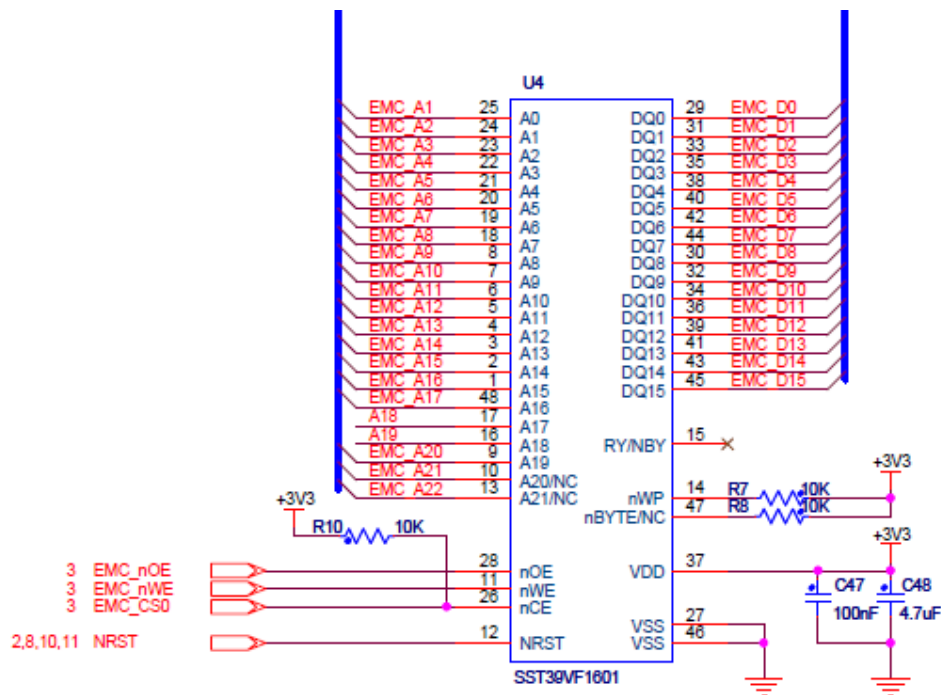 U4
EMC_A1 25 A0 DQ0 29 EMC_D0
EMC_A2 24 A1 DQ1 31 EMC_D1
EMC_A3 23 A2 DQ2 33 EMC_D2
EMC_A4 22 A3 DQ3 35 EMC_D3
EMC_A5 21 A4 DQ4 38 EMC_D4
EMC_A6 20 A5 DQ5 40 EMC_D5
EMC_A7 19 A6 DQ6 42 EMC_D6
EMC_A8 18 A7 DQ7 44 EMC_D7
EMC_A9 8 A8 DQ8 30 EMC_D8
EMC_A10 7 A9 DQ9 32 EMC_D9
EMC_A11 6 A10 DQ10 34 EMC_D10
EMC_A12 5 A11 DQ11 36 EMC_D11
EMC_A13 4 A12 DQ12 39 EMC_D12
EMC_A14 3 A13 DQ13 41 EMC_D13
EMC_A15 2 A14 DQ14 43 EMC_D14
EMC_A16 1 A15 DQ15 45 EMC_D15
EMC_A17 48 A16
A18 17 A17
A19 16 A18 RY/NBY 15
EMC_A20 9 A19
EMC_A21 10 A20/NC
EMC_A22 13 A21/NC
+3V3
nWP 14 R7 10K
nBYTE/NC 47 R8 10K
+3V3
R10 10K
+3V3
3 EMC_nOE 28 nOE VDD 37
3 EMC_nWE 11 nWE
3 EMC_CS0 26 nCE
C47 100nF
C48 4.7uF
VSS 27
2,8,10,11 NRST 12 NRST VSS 46
SST39VF1601